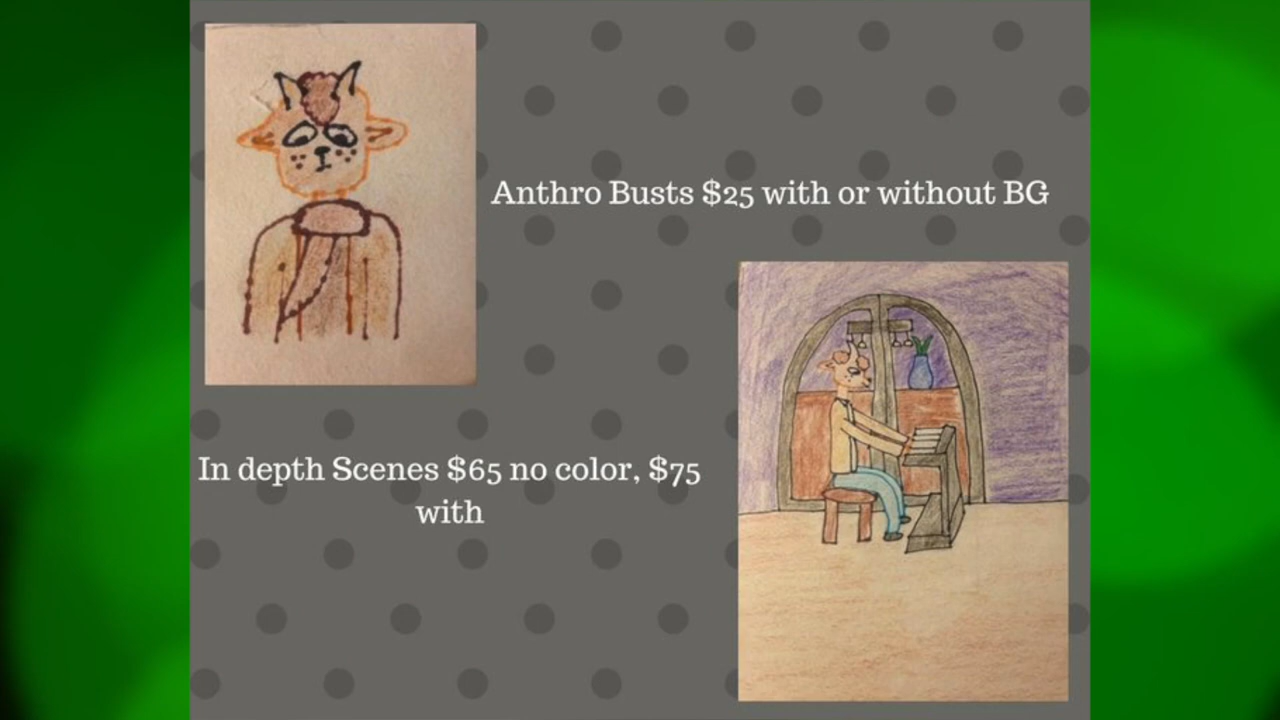 Anthro Busts $25 with or without BG
In depth Scenes $65 no color, $75
with